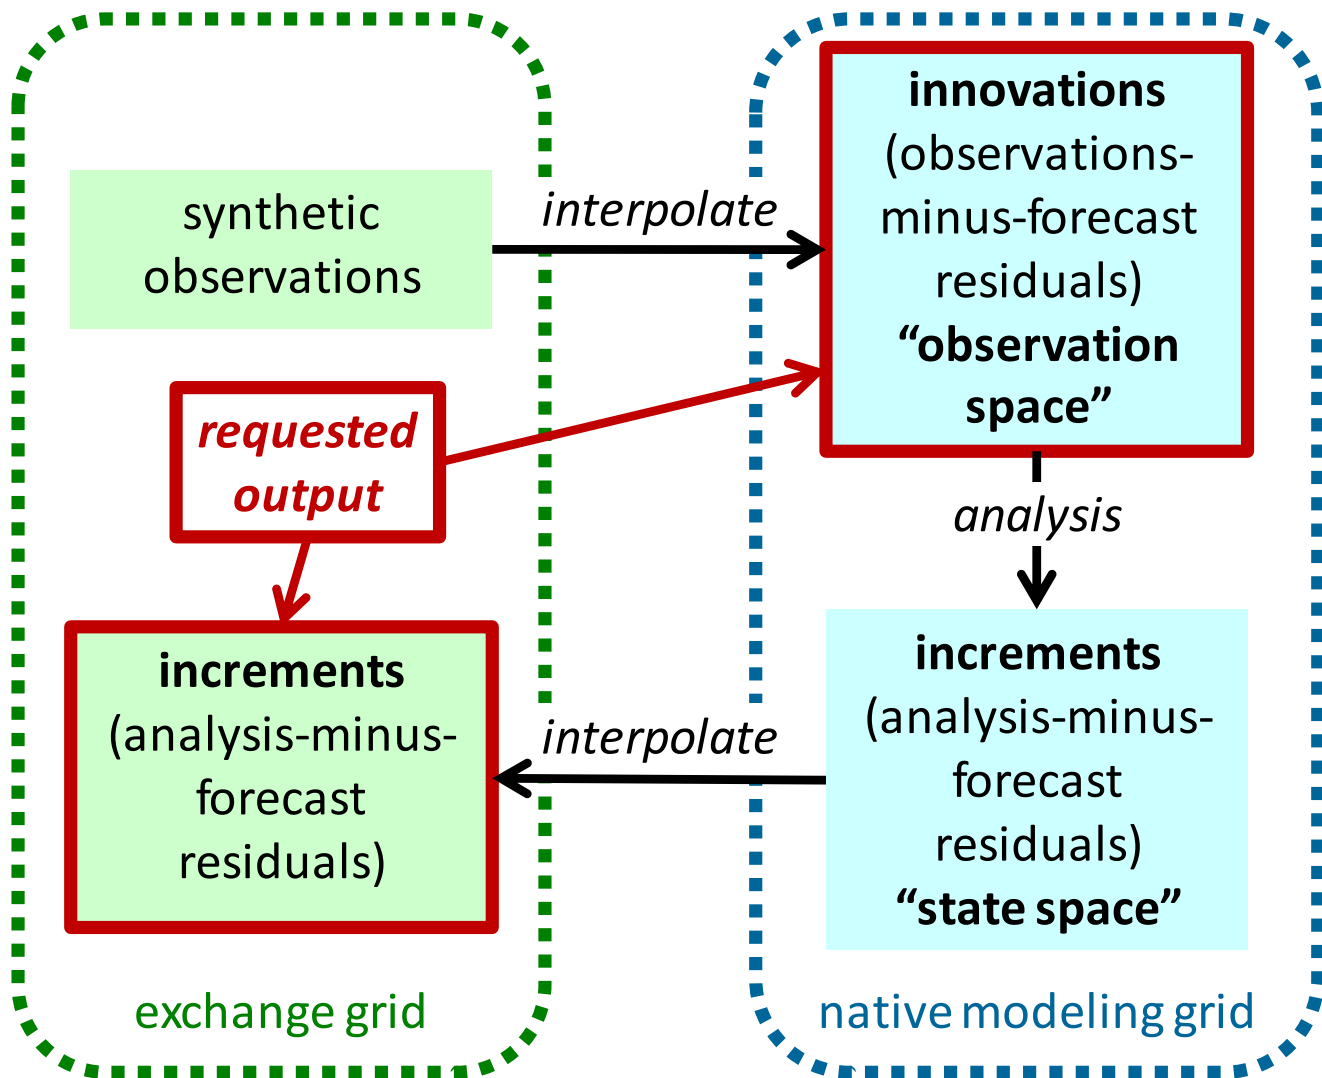 synthetic
observations
interpolate
innovations
(observations-
minus-forecast
residuals)
“observation
space”
requested
output
analysis
increments
(analysis-minus-
forecast
residuals)
interpolate
increments
(analysis-minus-
forecast
residuals)
“state space”
exchange grid
native modeling grid